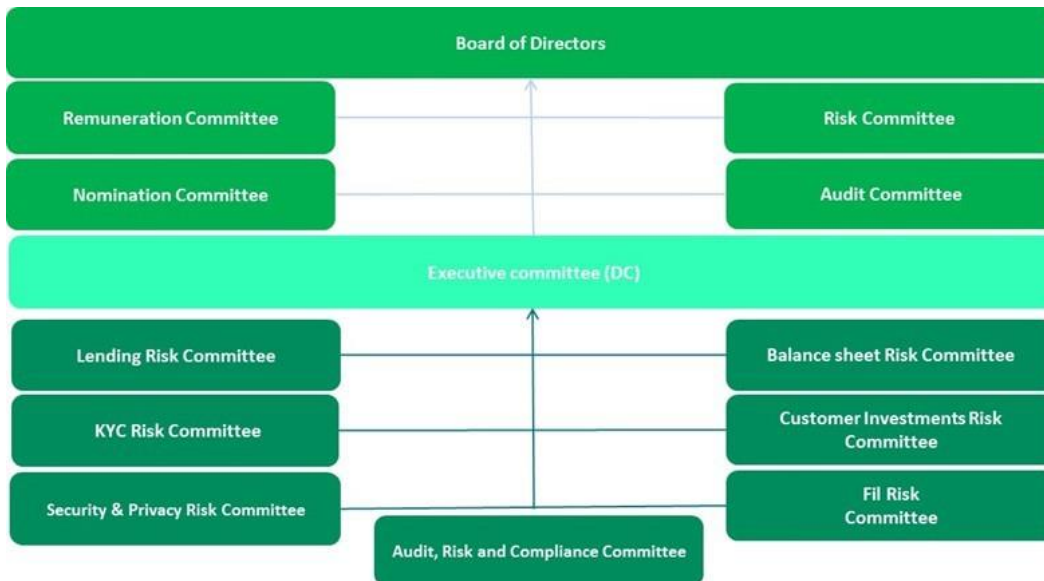 Board of Directors
Remuneration Committee
Risk Committee
Nomination Committee
Audit Committee
Executive committee (DC)
Lending Risk Committee
Balance sheet Risk Committee
KYC Risk Committee
Customer Investments Risk
Committee
Security & Privacy Risk Committee
Fil Risk
Committee
Audit, Risk and Compliance Committee